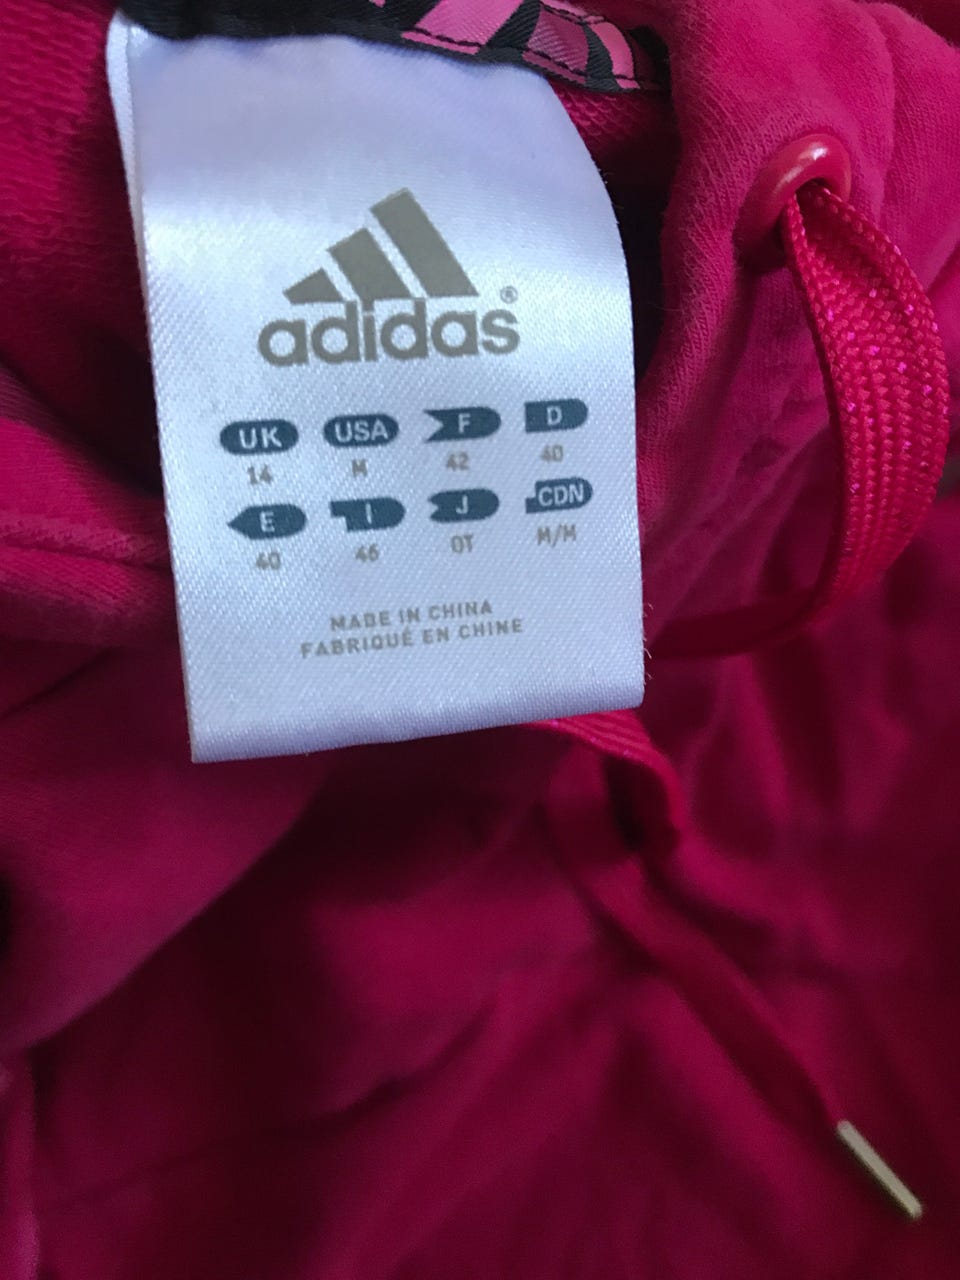 adidas®
UK USA F D
14 M 42 40
E I J CDN
40 46 OT M/M
MADE IN CHINA
FABRIQUÉ EN CHINE